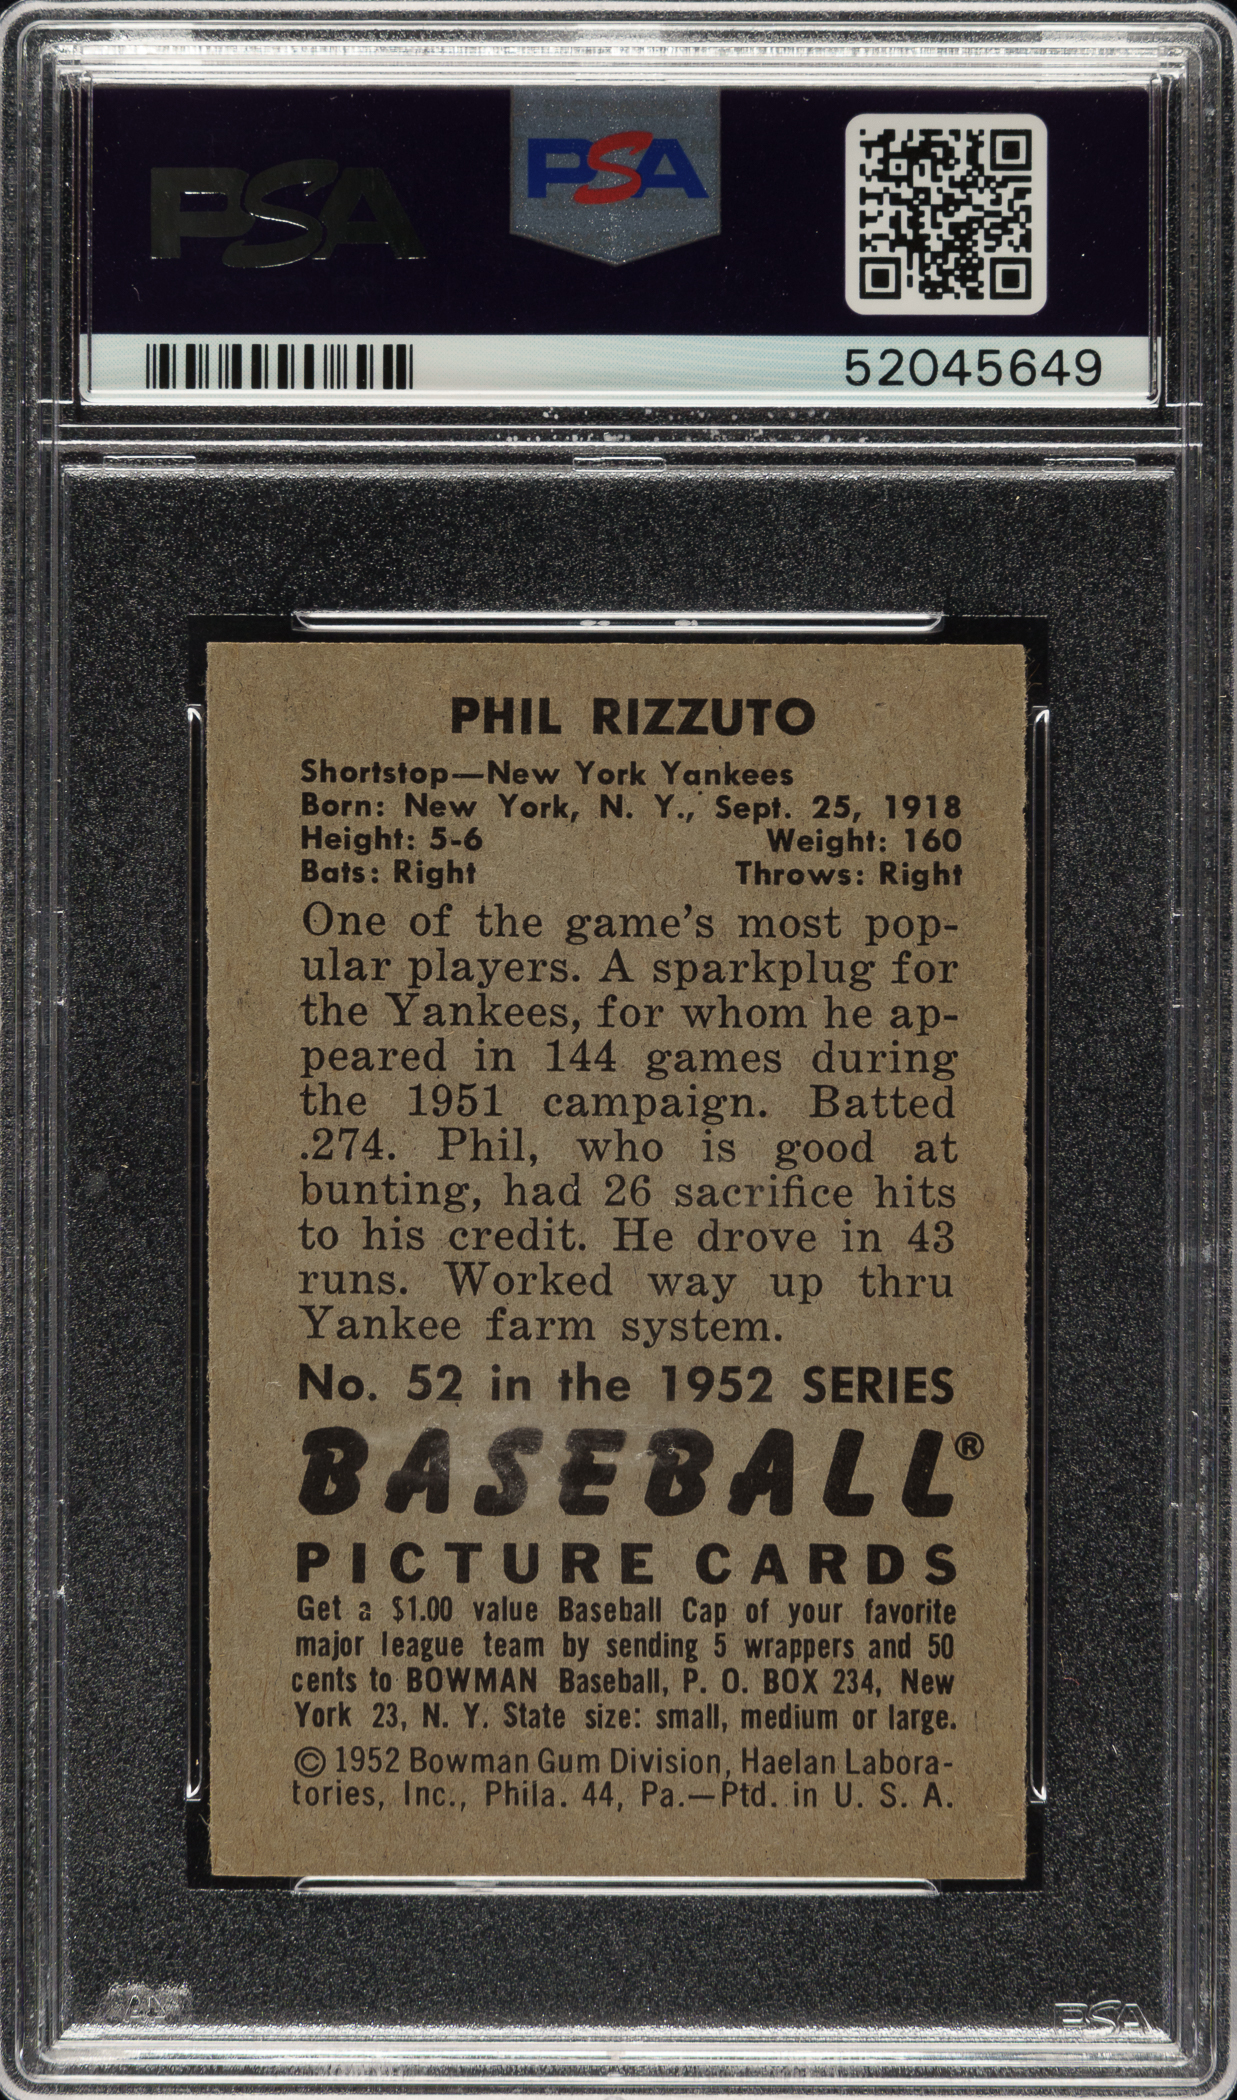 PSA
PSA
52045649
PHIL RIZZUTO
Shortstop—New York Yankees
Born: New York, N. Y., Sept. 25, 1918
Height: 5-6 Weight: 160
Bats: Right Throws: Right
One of the game's most pop-
ular players. A sparkplug for
the Yankees, for whom he ap-
peared in 144 games during
the 1951 campaign. Batted
.274. Phil, who is good at
bunting, had 26 sacrifice hits
to his credit. He drove in 43
runs. Worked way up thru
Yankee farm system.
No. 52 in the 1952 SERIES
BASEBALL®
PICTURE CARDS
Get a $1.00 value Baseball Cap of your favorite
major league team by sending 5 wrappers and 50
cents to BOWMAN Baseball, P. O. BOX 234, New
York 23, N. Y. State size: small, medium or large.
© 1952 Bowman Gum Division, Haelan Labora-
tories, Inc., Phila. 44, Pa.—Ptd. in U. S. A.
PSA